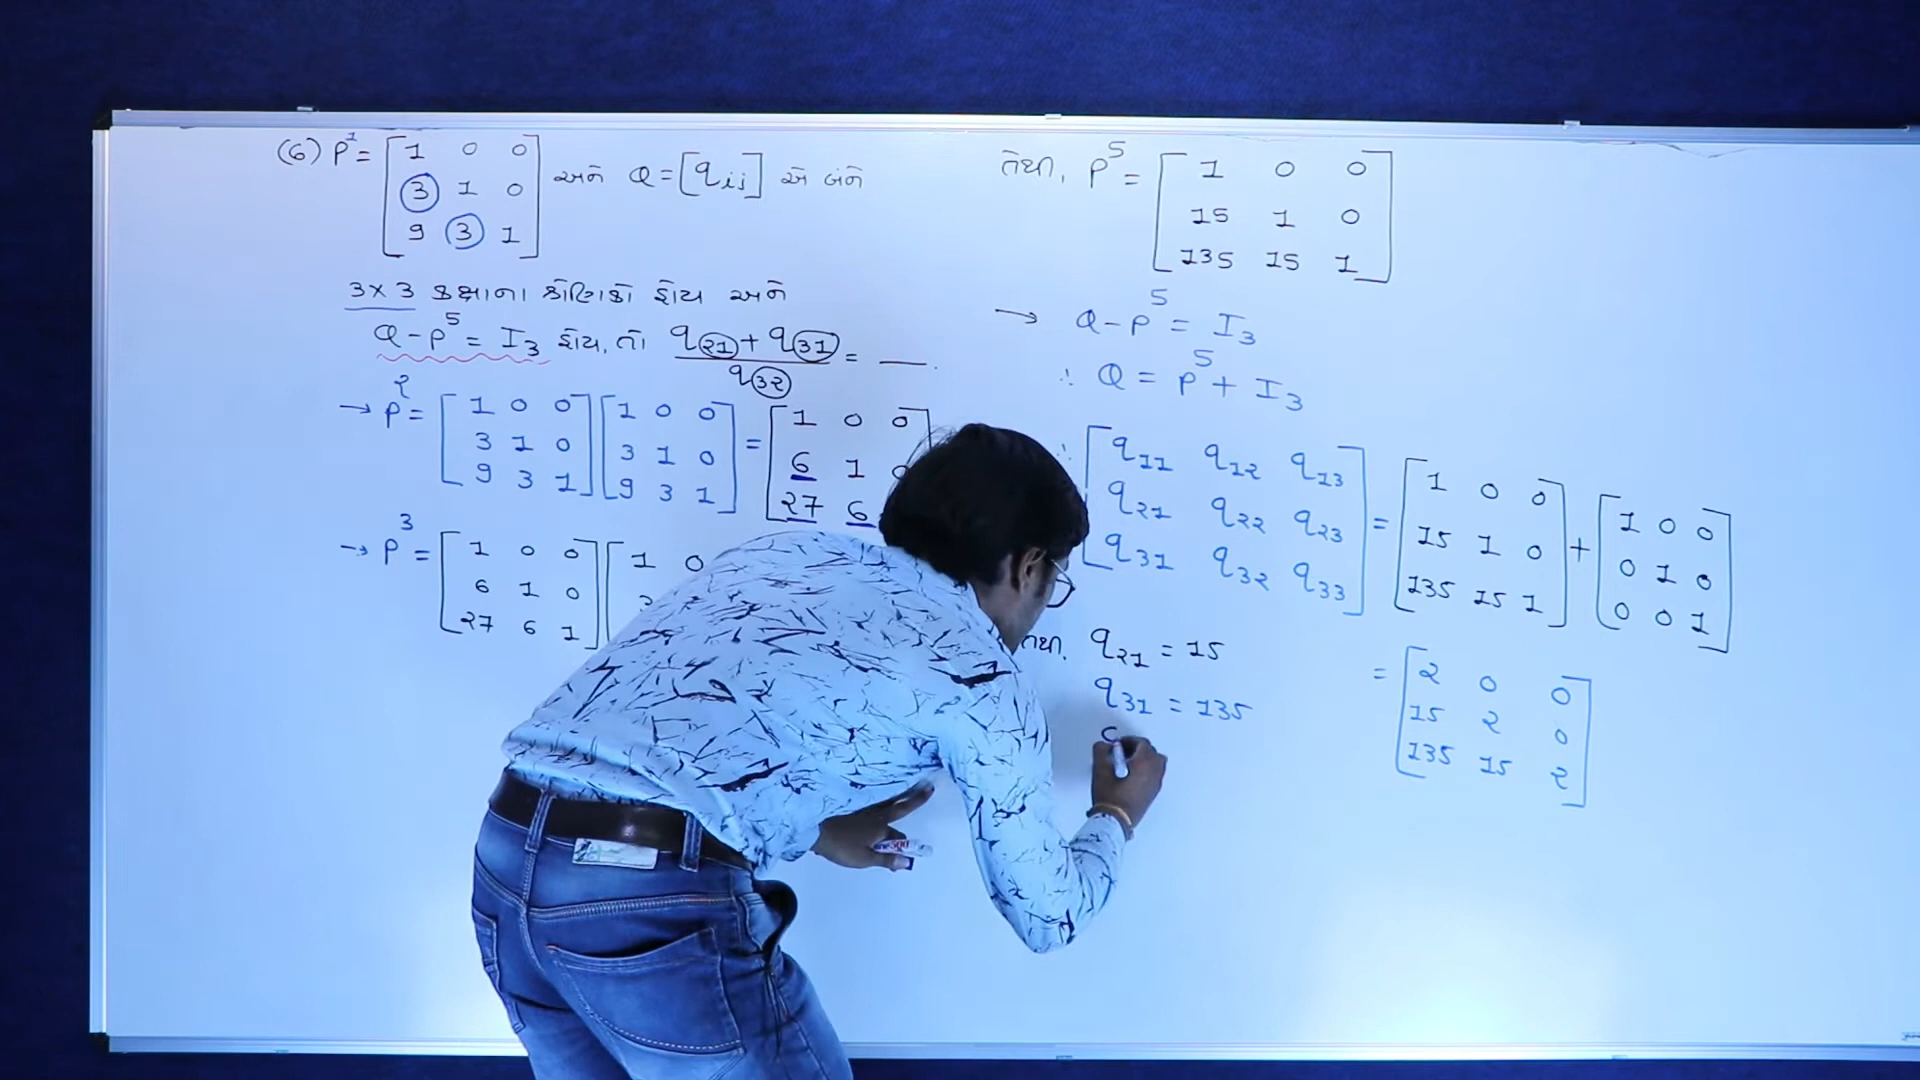 (6) P¹ = [1 0 0
3 1 0
9 3 1] અને Q = [qij] એ બંને
3×3 કક્ષાના શ્રેણિકો હોય અને
Q-P⁵ = I₃ હોય, તો (q₂₁ + q₃₁)/q₃₂ = __.
→ P² = [1 0 0 [1 0 0 = [1 0 0
3 1 0 3 1 0 6 1 0
9 3 1] 9 3 1] 27 6
→ P³ = [1 0 0 [1 0
6 1 0
27 6 1]
તેથી, P⁵ = [1 0 0
15 1 0
135 15 1]
→ Q-P⁵ = I₃
∴ Q = P⁵ + I₃
∴ [q₁₁ q₁₂ q₁₃ = [1 0 0 + [1 0 0
q₂₁ q₂₂ q₂₃ 15 1 0 0 1 0
q₃₁ q₃₂ q₃₃] 135 15 1] 0 0 1]
= [2 0 0
15 2 0
135 15 2]
તેથી, q₂₁ = 15
q₃₁ = 135